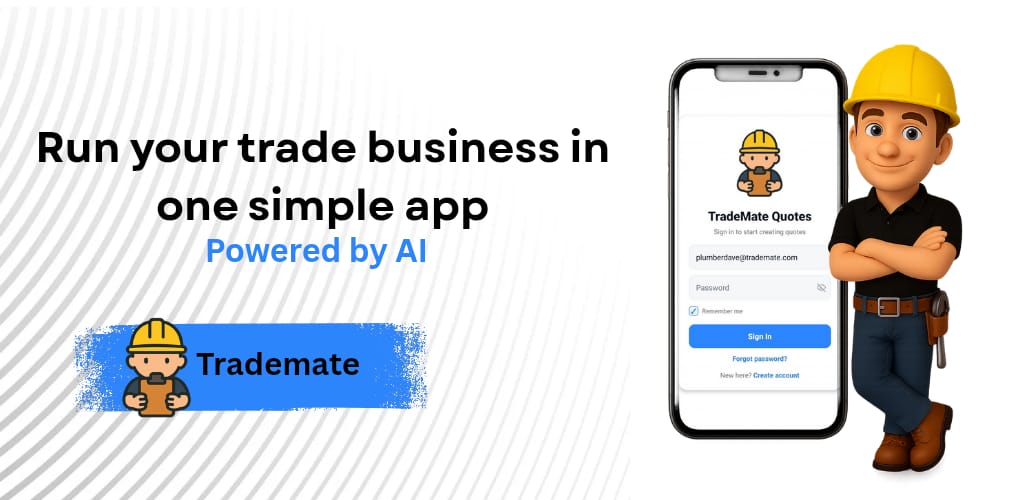 Run your trade business in
one simple app
Powered by AI
Trademate
TradeMate Quotes
Sign in to start creating quotes
plumberdave@trademate.com
Password
Remember me
Sign In
Forgot password?
New here? Create account